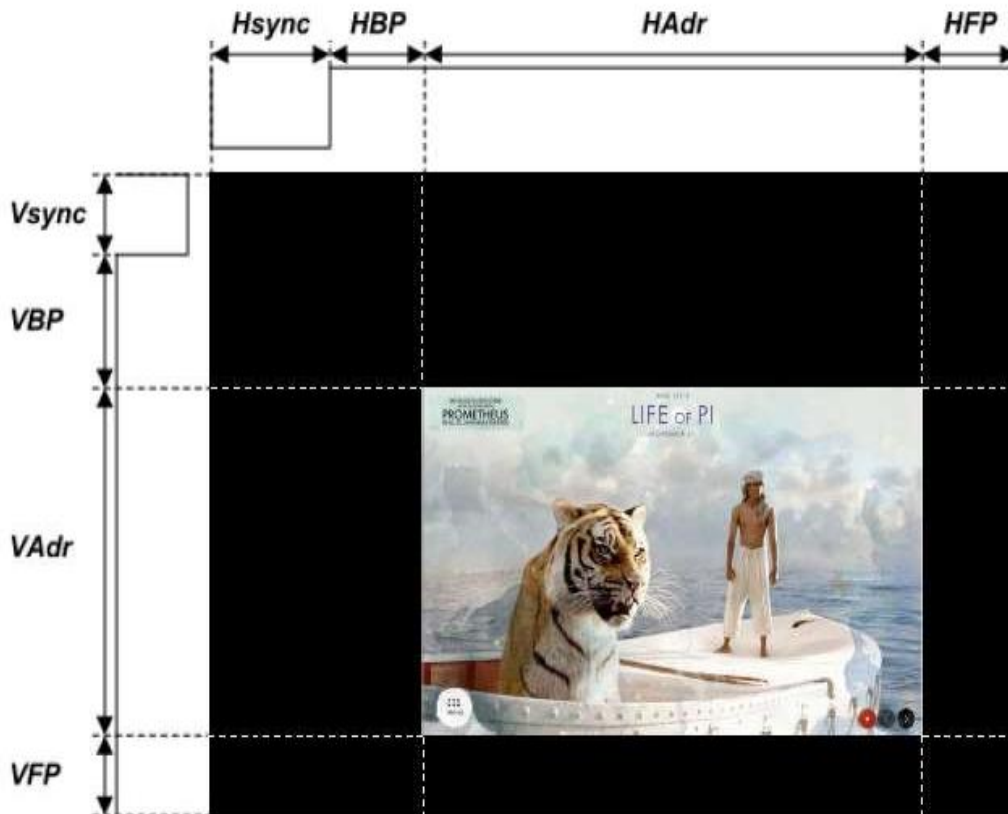 Hsync HBP HAdr HFP
Vsync
VBP
VAdr
PROMETHEUS
LIFE OF PI
VFP